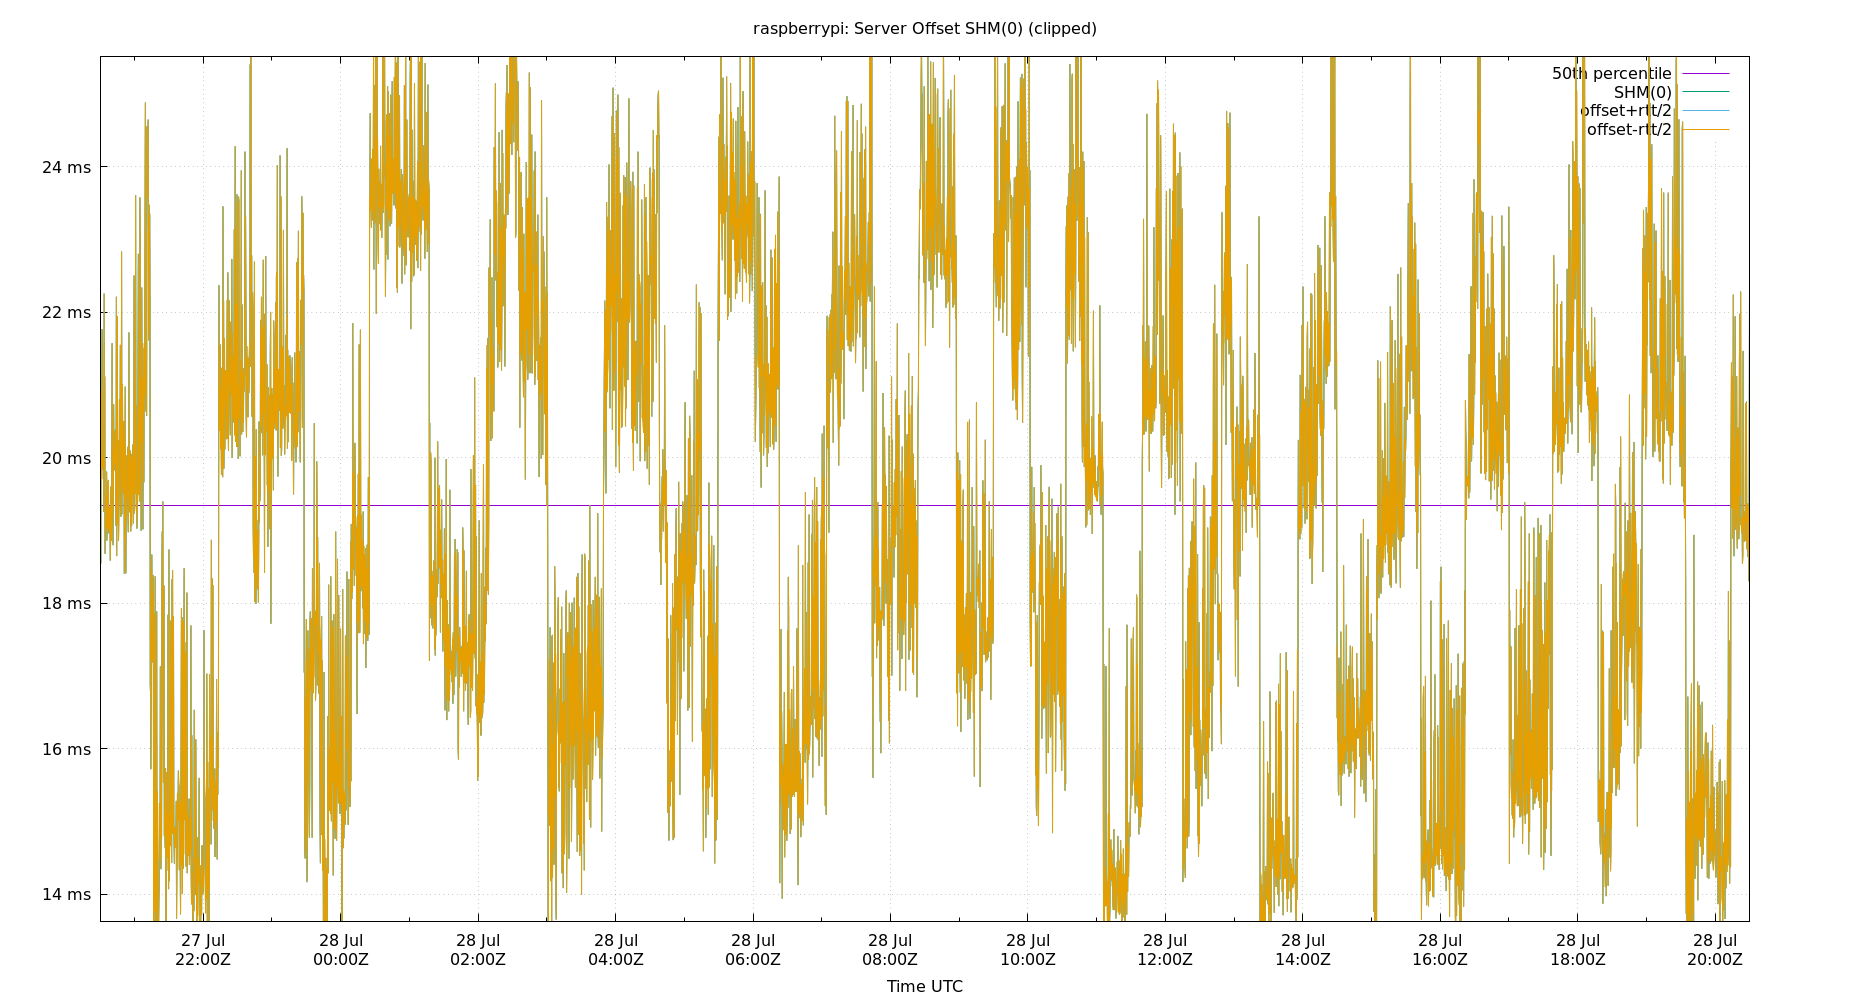 raspberrypi: Server Offset SHM(0) (clipped)
50th percentile
SHM(0)
offset+rtt/2
offset-rtt/2
24 ms
22 ms
20 ms
18 ms
16 ms
14 ms
27 Jul 28 Jul 28 Jul 28 Jul 28 Jul 28 Jul 28 Jul 28 Jul 28 Jul 28 Jul 28 Jul 28 Jul
22:00Z 00:00Z 02:00Z 04:00Z 06:00Z 08:00Z 10:00Z 12:00Z 14:00Z 16:00Z 18:00Z 20:00Z
Time UTC